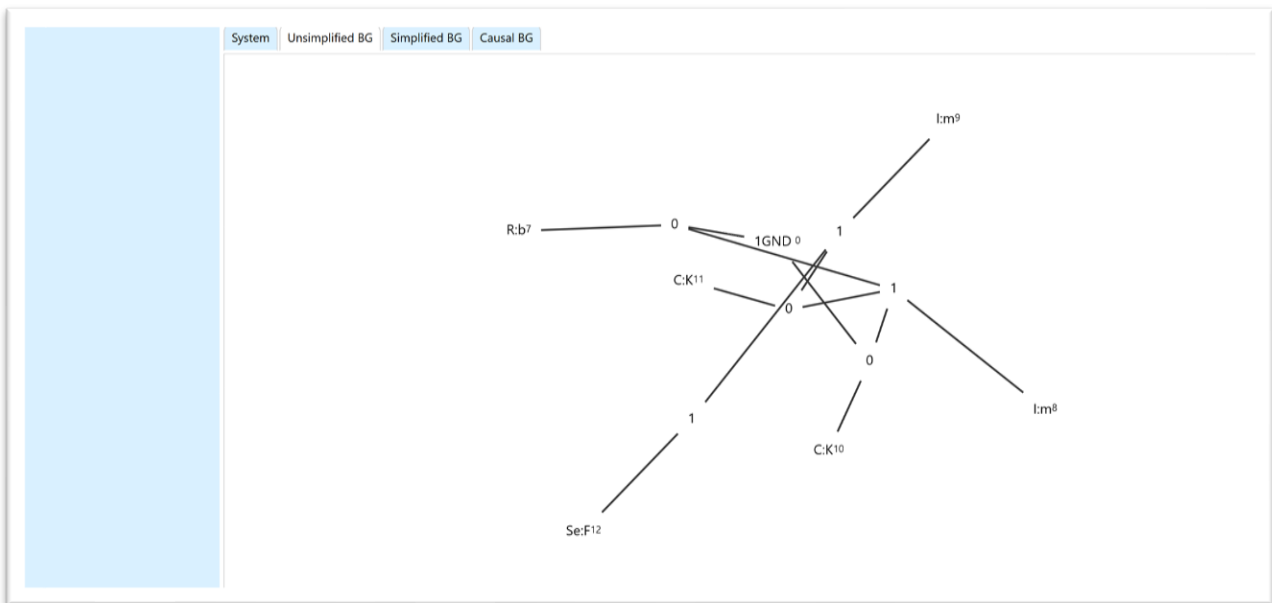 System Unsimplified BG Simplified BG Causal BG
I:m9
R:b7
0
1GND 0
1
C:K11
0
1
0
I:m8
1
C:K10
Se:F12